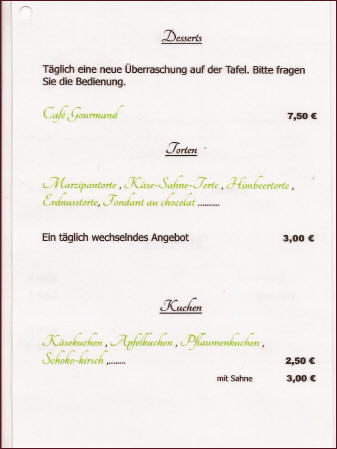 Desserts
Täglich eine neue Überraschung auf der Tafel. Bitte fragen
Sie die Bedienung.
Café Gourmand 7,50 €
Torten
Marzipantorte , Käse-Sahne-Torte , Himbeertorte ,
Erdnusstorte, Fondant au chocolat ..........
Ein täglich wechselndes Angebot 3,00 €
Kuchen
Käsekuchen , Apfelkuchen , Pflaumenkuchen ,
Schoko-kirsch ,........ 2,50 €
mit Sahne 3,00 €